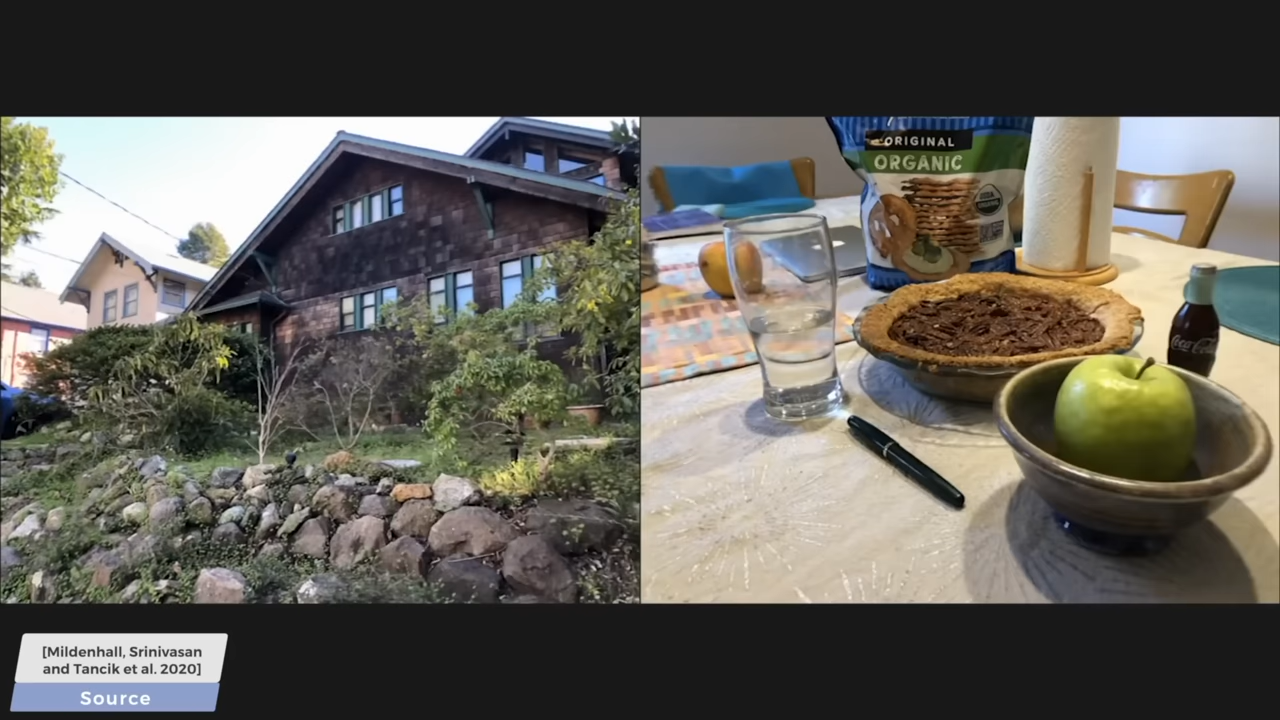 ORIGINAL
ORGANIC
Coca-Cola
[Mildenhall, Srinivasan
and Tancik et al. 2020]
Source